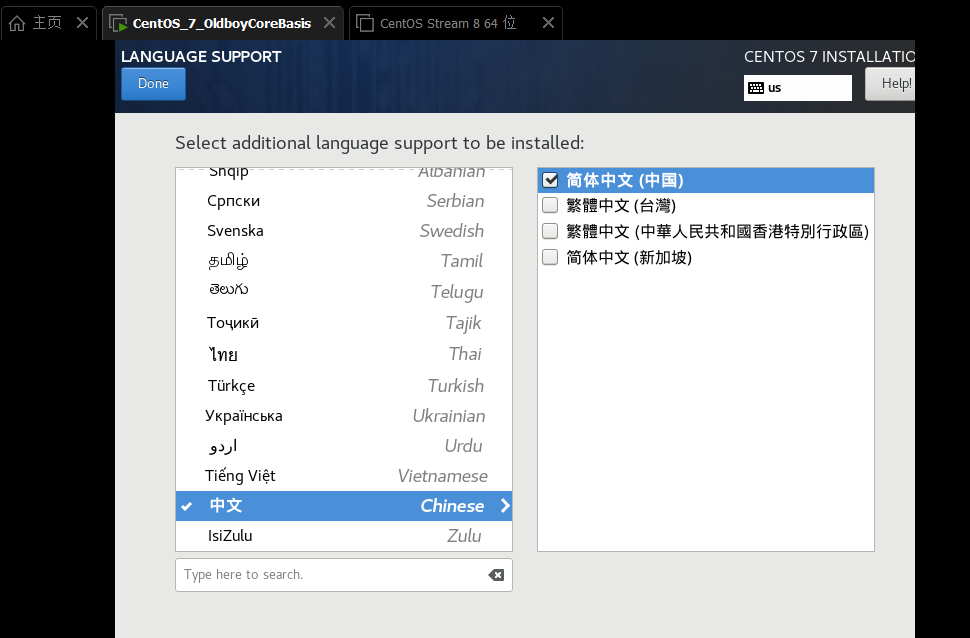 主页
CentOS_7_OldboyCoreBasis
CentOS Stream 8 64 位
LANGUAGE SUPPORT
CENTOS 7 INSTALLATIO
Done
us
Help!
Select additional language support to be installed:
Shqip Albanian
Српски Serbian
Svenska Swedish
தமிழ் Tamil
తెలుగు Telugu
Тоҷикӣ Tajik
ไทย Thai
Türkçe Turkish
Українська Ukrainian
اردو Urdu
Tiếng Việt Vietnamese
中文 Chinese
IsiZulu Zulu
Type here to search.
简体中文 (中国)
繁體中文 (台灣)
繁體中文 (中華人民共和國香港特別行政區)
简体中文 (新加坡)